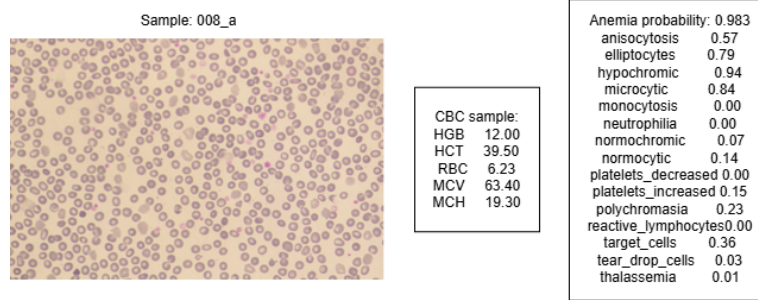 Sample: 008_a
CBC sample:
HGB 12.00
HCT 39.50
RBC 6.23
MCV 63.40
MCH 19.30
Anemia probability: 0.983
anisocytosis 0.57
elliptocytes 0.79
hypochromic 0.94
microcytic 0.84
monocytosis 0.00
neutrophilia 0.00
normochromic 0.07
normocytic 0.14
platelets_decreased 0.00
platelets_increased 0.15
polychromasia 0.23
reactive_lymphocytes0.00
target_cells 0.36
tear_drop_cells 0.03
thalassemia 0.01